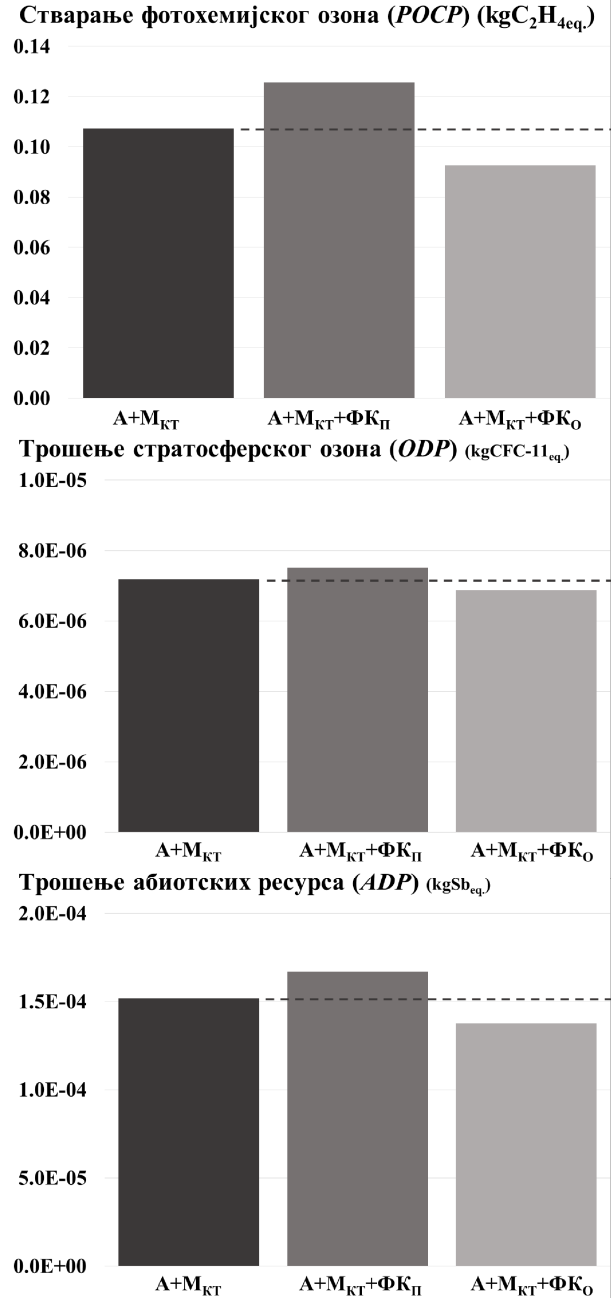 Стварање фотохемијског озона (POCP) (kgC₂H₄eq.)
0.14
0.12
0.10
0.08
0.06
0.04
0.02
0.00
А+Мкт А+Мкт+ФКП А+Мкт+ФКО
Трошење стратосферског озона (ODP) (kgCFC-11eq.)
1.0E-05
8.0E-06
6.0E-06
4.0E-06
2.0E-06
0.0E+00
А+Мкт А+Мкт+ФКП А+Мкт+ФКО
Трошење абиотских ресурса (ADP) (kgSbeq.)
2.0E-04
1.5E-04
1.0E-04
5.0E-05
0.0E+00
А+Мкт А+Мкт+ФКП А+Мкт+ФКО